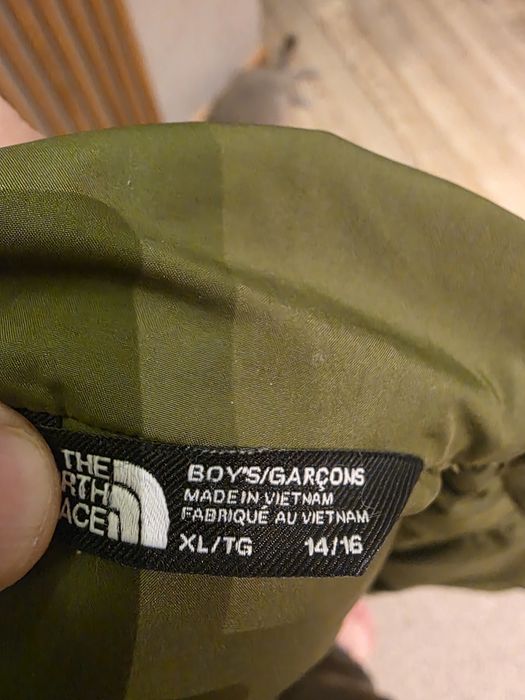 THE
RTH
ACE
BOY'S/GARÇONS
MADE IN VIETNAM
FABRIQUÉ AU VIETNAM
XL/TG 14/16